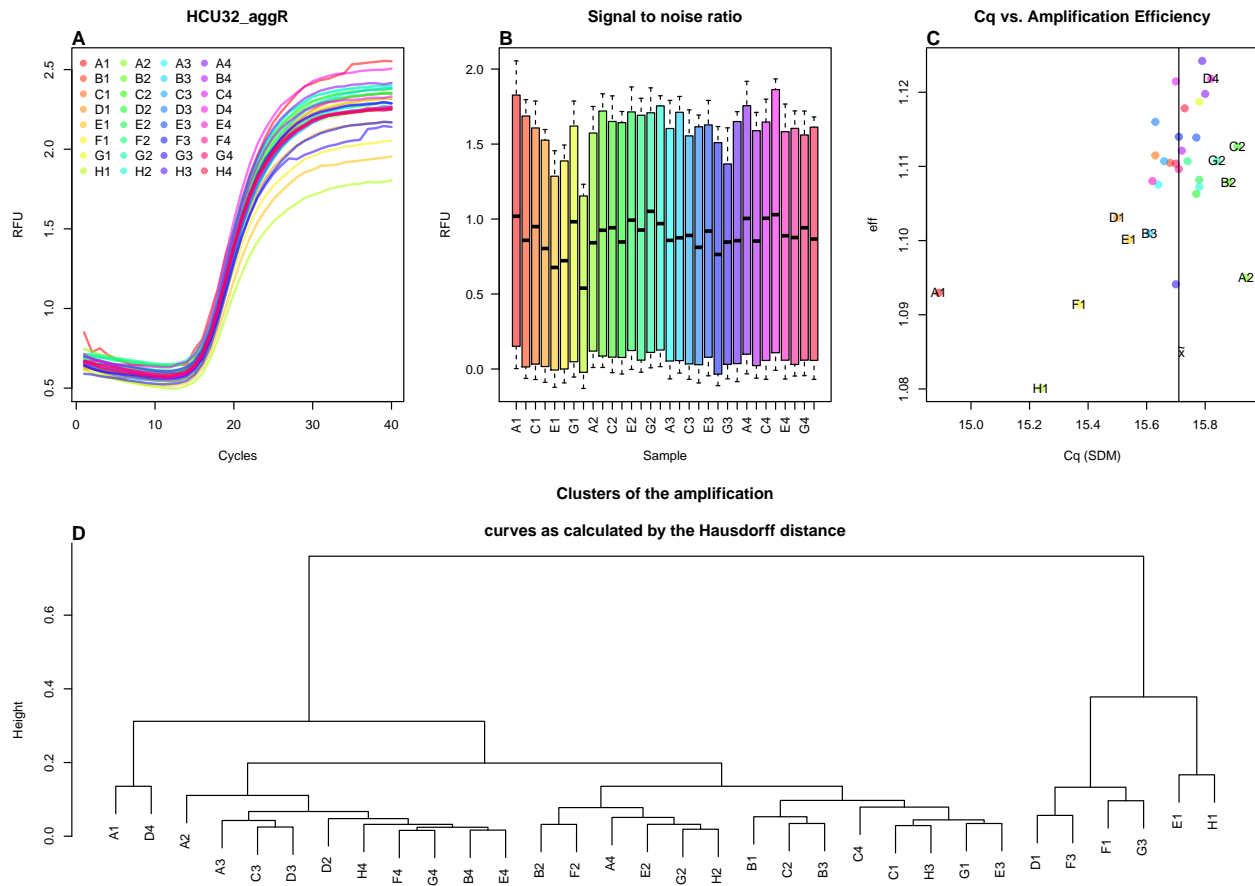 HCU32_aggR
A
A1 A2 A3 A4
B1 B2 B3 B4
C1 C2 C3 C4
D1 D2 D3 D4
E1 E2 E3 E4
F1 F2 F3 F4
G1 G2 G3 G4
H1 H2 H3 H4
RFU
0.5 1.0 1.5 2.0 2.5
0 10 20 30 40
Cycles
Signal to noise ratio
B
RFU
0.0 0.5 1.0 1.5 2.0
A1 C1 E1 G1 A2 C2 E2 G2 A3 C3 E3 G3 A4 C4 E4 G4
Sample
Cq vs. Amplification Efficiency
C
eff
1.08 1.09 1.10 1.11 1.12
D4
C2
G2
B2
D1
B3
E1
A2
A1
F1
x̃
H1
15.0 15.2 15.4 15.6 15.8
Cq (SDM)
Clusters of the amplification
curves as calculated by the Hausdorff distance
D
Height
0.0 0.2 0.4 0.6
A1 D4 A2 A3 C3 D3 D2 H4 F4 G4 B4 E4 B2 F2 A4 E2 G2 H2 B1 C2 B3 C4 C1 H3 G1 E3 D1 F3 F1 G3 E1 H1